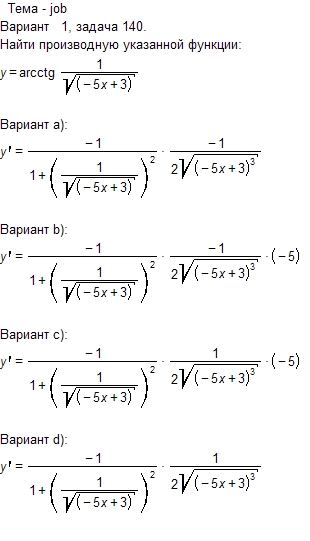 Тема - job
Вариант 1, задача 140.
Найти производную указанной функции:
y = arcctg 1/√(−5x+3)
Вариант a):
y' = −1/(1+(1/√(−5x+3))²) · −1/(2√(−5x+3)³)
Вариант b):
y' = −1/(1+(1/√(−5x+3))²) · −1/(2√(−5x+3)³) · (−5)
Вариант c):
y' = −1/(1+(1/√(−5x+3))²) · 1/(2√(−5x+3)³) · (−5)
Вариант d):
y' = −1/(1+(1/√(−5x+3))²) · 1/(2√(−5x+3)³)